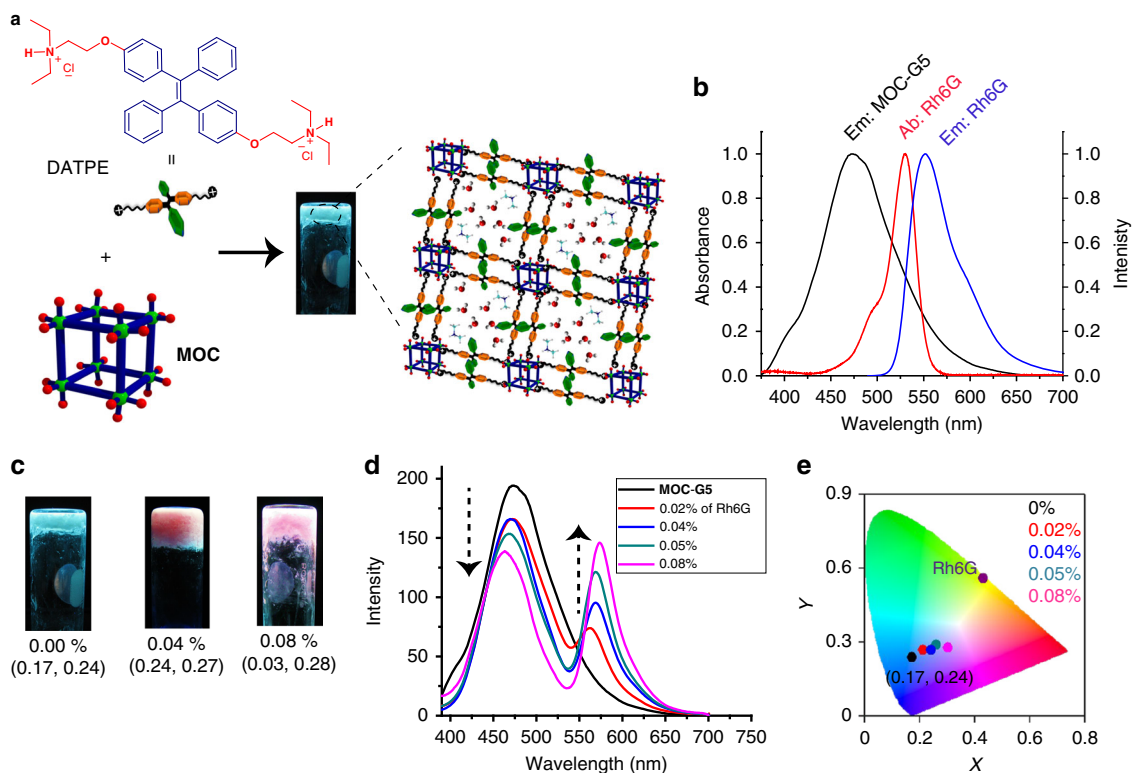 a
H
N
+
Cl
−
O
O
N
H
+
−
Cl
DATPE
=
+
+
+
MOC
b
Em: MOC-G5
Ab: Rh6G
Em: Rh6G
1.0
0.8
0.6
0.4
0.2
0.0
Absorbance
1.0
0.8
0.6
0.4
0.2
0.0
Intenisty
400 450 500 550 600 650 700
Wavelength (nm)
c
0.00 %
(0.17, 0.24)
0.04 %
(0.24, 0.27)
0.08 %
(0.03, 0.28)
d
200
150
100
50
0
Intensity
MOC-G5
0.02% of Rh6G
0.04%
0.05%
0.08%
400 450 500 550 600 650 700 750
Wavelength (nm)
e
0.9
0.6
0.3
0
Y
0%
0.02%
0.04%
0.05%
0.08%
Rh6G
(0.17, 0.24)
0 0.2 0.4 0.6 0.8
X